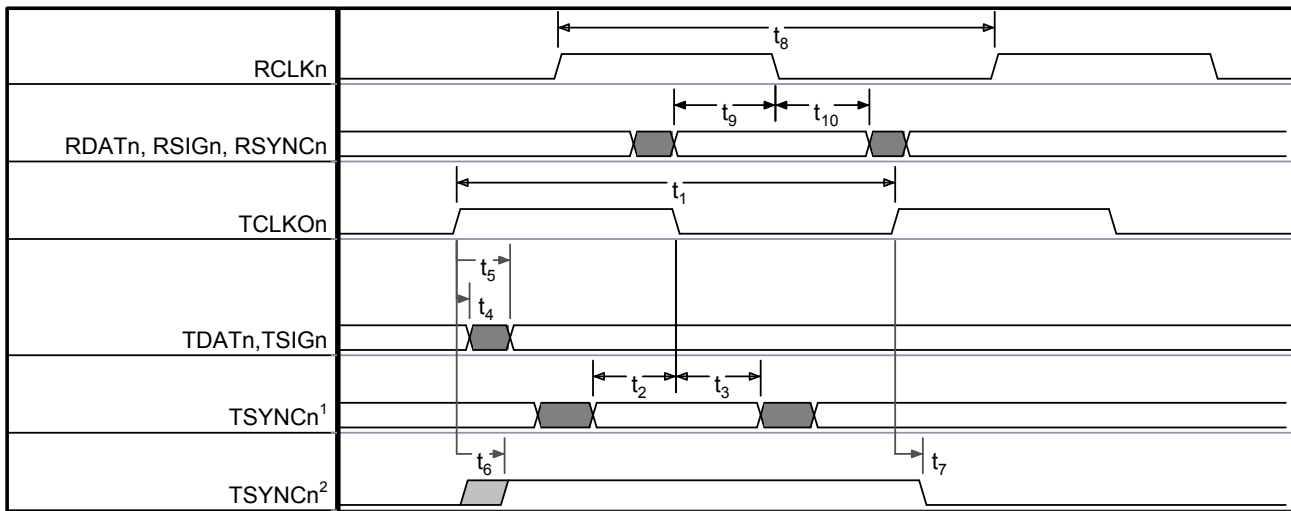 t₈
RCLKn
t₉ t₁₀
RDATn, RSIGn, RSYNCn
t₁
TCLKOn
t₅
t₄
TDATn,TSIGn
t₂ t₃
TSYNCn¹
t₆ t₇
TSYNCn²